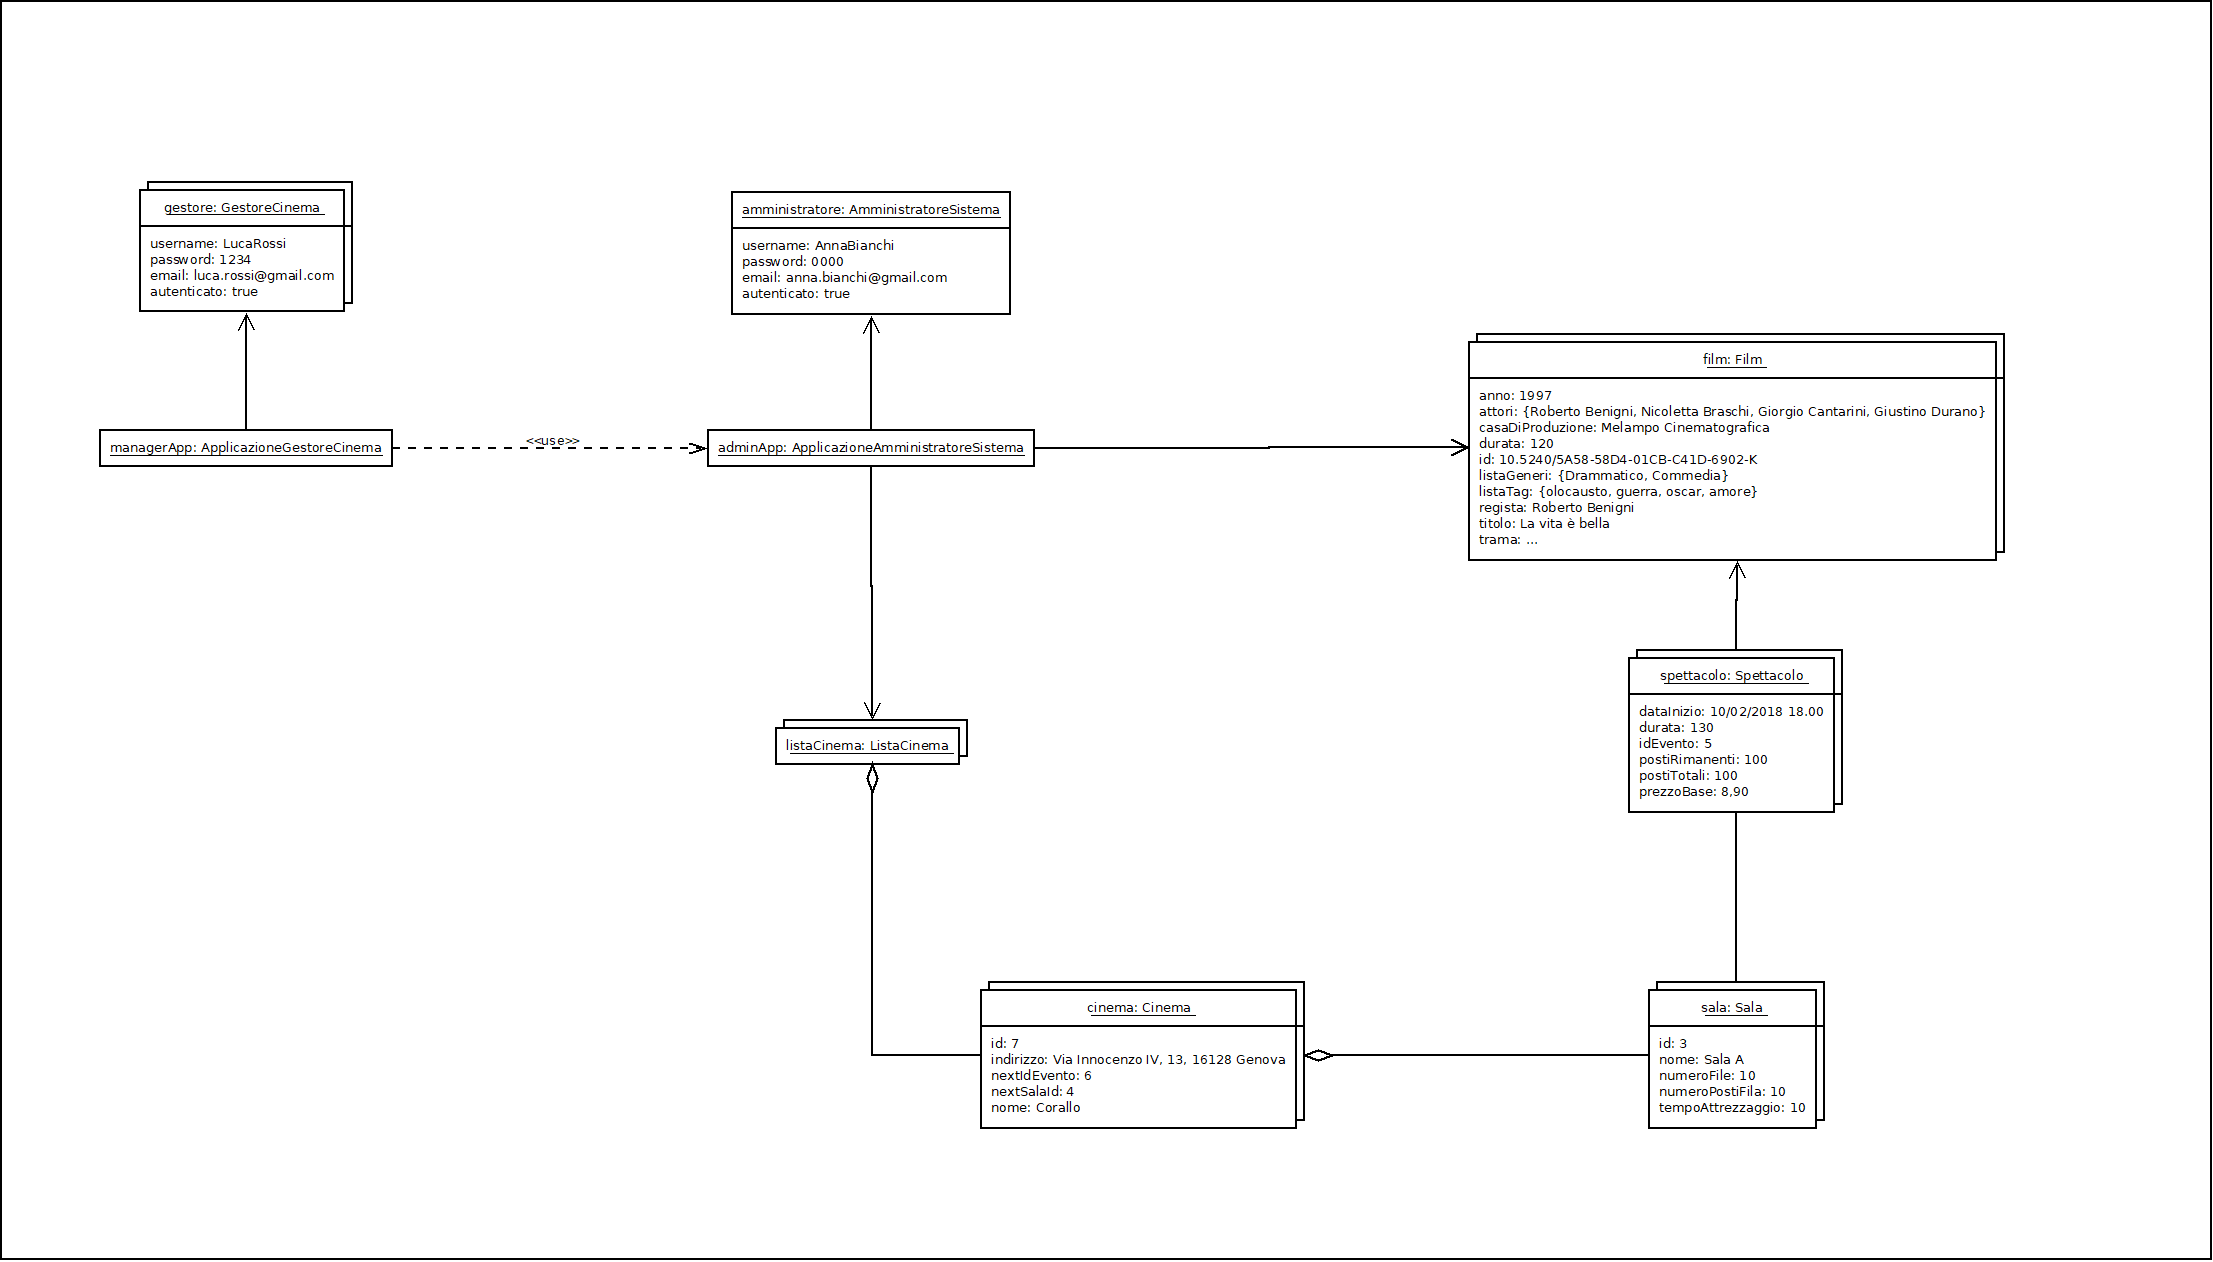 gestore: GestoreCinema
username: LucaRossi
password: 1234
email: luca.rossi@gmail.com
autenticato: true
amministratore: AmministratoreSistema
username: AnnaBianchi
password: 0000
email: anna.bianchi@gmail.com
autenticato: true
managerApp: ApplicazioneGestoreCinema
<<use>>
adminApp: ApplicazioneAmministratoreSistema
film: Film
anno: 1997
attori: {Roberto Benigni, Nicoletta Braschi, Giorgio Cantarini, Giustino Durano}
casaDiProduzione: Melampo Cinematografica
durata: 120
id: 10.5240/5A58-58D4-01CB-C41D-6902-K
listaGeneri: {Drammatico, Commedia}
listaTag: {olocausto, guerra, oscar, amore}
regista: Roberto Benigni
titolo: La vita è bella
trama: ...
spettacolo: Spettacolo
dataInizio: 10/02/2018 18.00
durata: 130
idEvento: 5
postiRimanenti: 100
postiTotali: 100
prezzoBase: 8,90
listaCinema: ListaCinema
cinema: Cinema
id: 7
indirizzo: Via Innocenzo IV, 13, 16128 Genova
nextIdEvento: 6
nextSalaId: 4
nome: Corallo
sala: Sala
id: 3
nome: Sala A
numeroFile: 10
numeroPostiFila: 10
tempoAttrezzaggio: 10